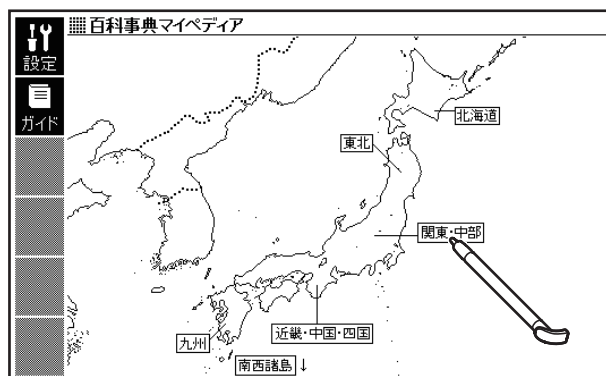 百科事典マイペディア
設定
ガイド
北海道
東北
関東・中部
近畿・中国・四国
九州
南西諸島↓